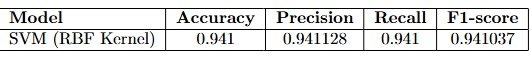 Model Accuracy Precision Recall F1-score
SVM (RBF Kernel) 0.941 0.941128 0.941 0.941037